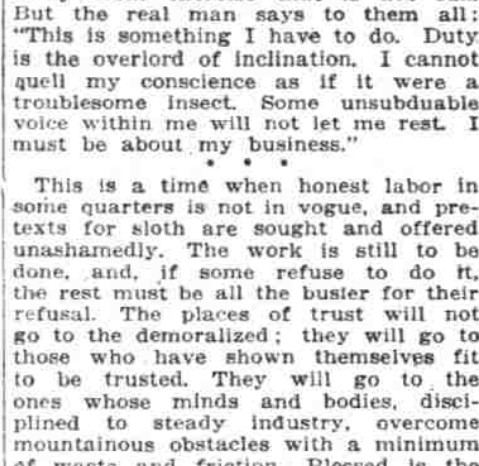 But the real man says to them all:
"This is something I have to do. Duty
is the overlord of inclination. I cannot
quell my conscience as if it were a
troublesome insect. Some unsubduable
voice within me will not let me rest. I
must be about my business."
* * *
This is a time when honest labor in
some quarters is not in vogue, and pre-
texts for sloth are sought and offered
unashamedly. The work is still to be
done, and, if some refuse to do it,
the rest must be all the busier for their
refusal. The places of trust will not
go to the demoralized; they will go to
those who have shown themselves fit
to be trusted. They will go to the
ones whose minds and bodies, disci-
plined to steady industry, overcome
mountainous obstacles with a minimum
of waste and friction. Blessed is the